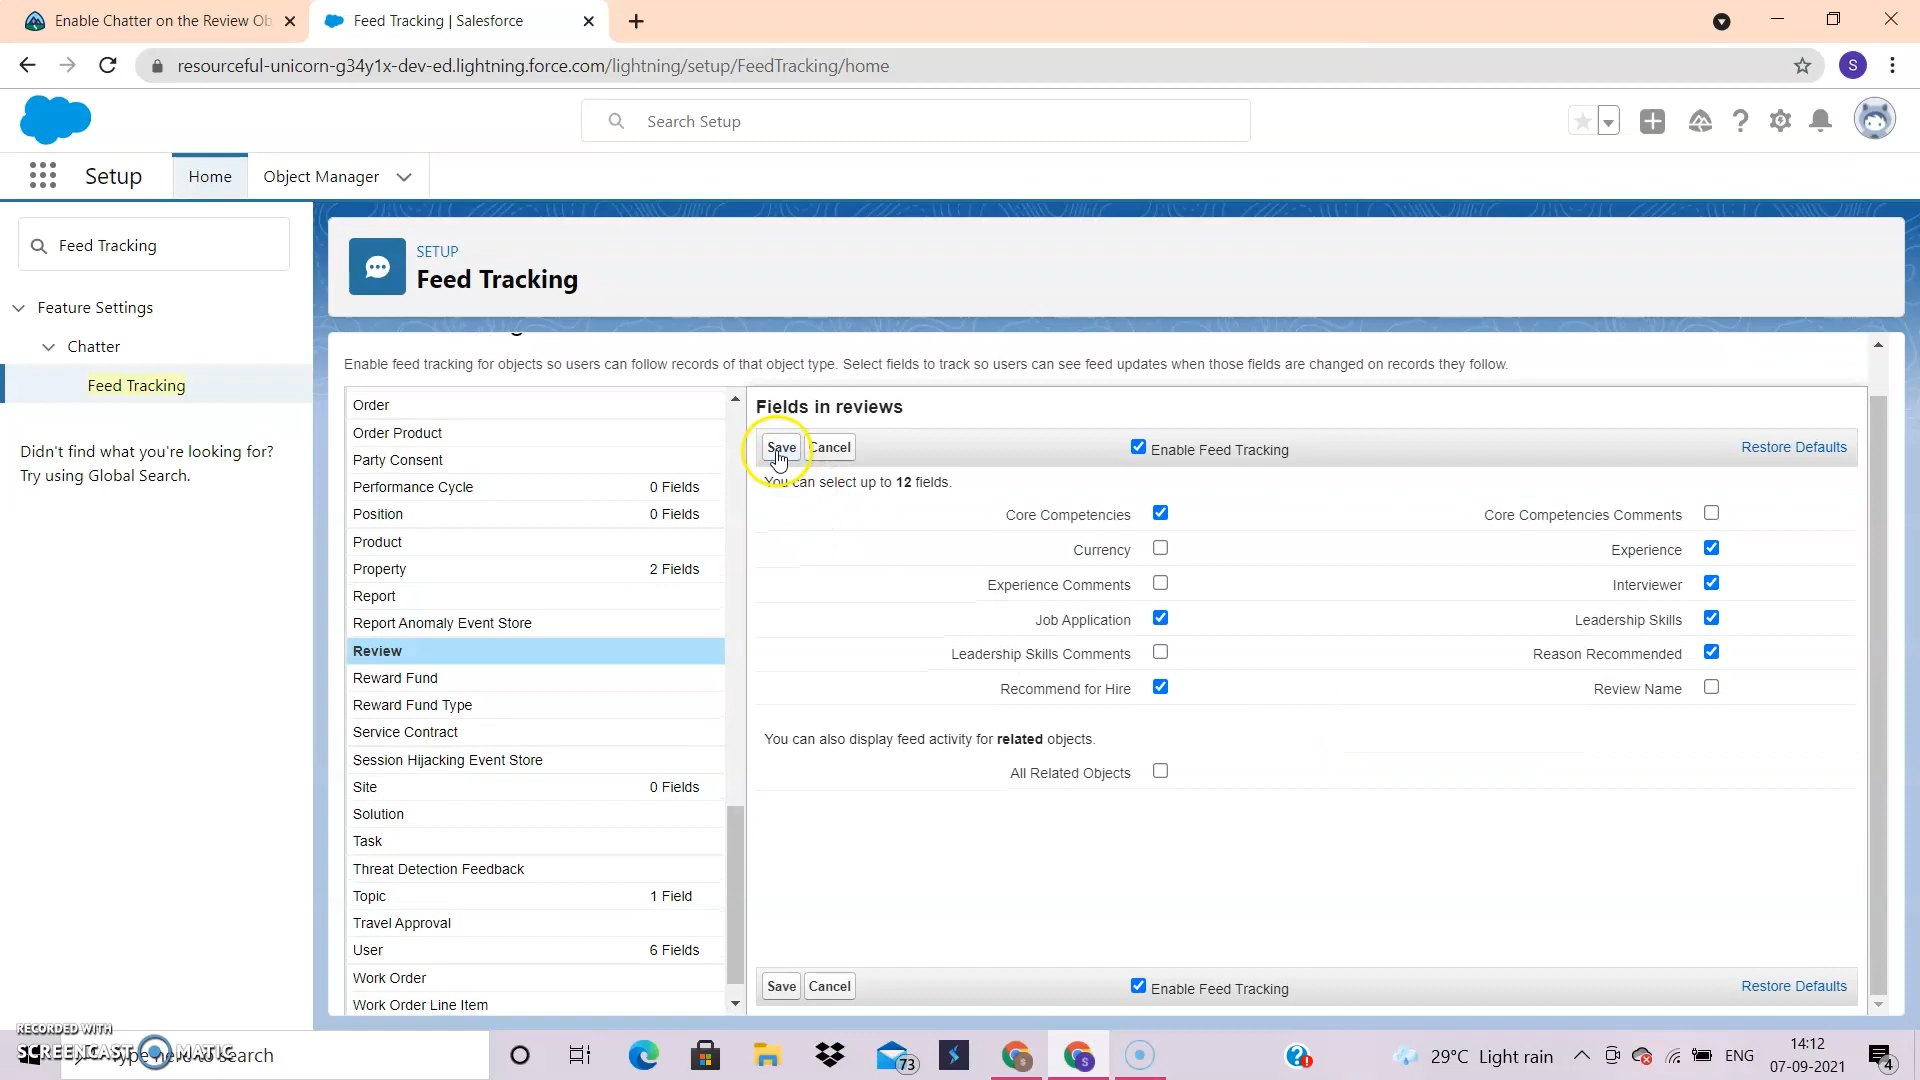 Enable Chatter on the Review Ob
Feed Tracking | Salesforce
resourceful-unicorn-g34y1x-dev-ed.lightning.force.com/lightning/setup/FeedTracking/home
S
Search Setup
Setup
Home
Object Manager
Feed Tracking
Feature Settings
Chatter
Feed Tracking
Didn't find what you're looking for?
Try using Global Search.
SETUP
Feed Tracking
Enable feed tracking for objects so users can follow records of that object type. Select fields to track so users can see feed updates when those fields are changed on records they follow.
Order
Order Product
Party Consent
Performance Cycle 0 Fields
Position 0 Fields
Product
Property 2 Fields
Report
Report Anomaly Event Store
Review
Reward Fund
Reward Fund Type
Service Contract
Session Hijacking Event Store
Site 0 Fields
Solution
Task
Threat Detection Feedback
Topic 1 Field
Travel Approval
User 6 Fields
Work Order
Work Order Line Item
Fields in reviews
Save Cancel Enable Feed Tracking Restore Defaults
You can select up to 12 fields.
Core Competencies Core Competencies Comments
Currency Experience
Experience Comments Interviewer
Job Application Leadership Skills
Leadership Skills Comments Reason Recommended
Recommend for Hire Review Name
You can also display feed activity for related objects.
All Related Objects
Save Cancel Enable Feed Tracking Restore Defaults
RECORDED WITH
SCREENCAST MATIC
Type here to search
73
S
29°C Light rain
ENG
14:12
07-09-2021
4